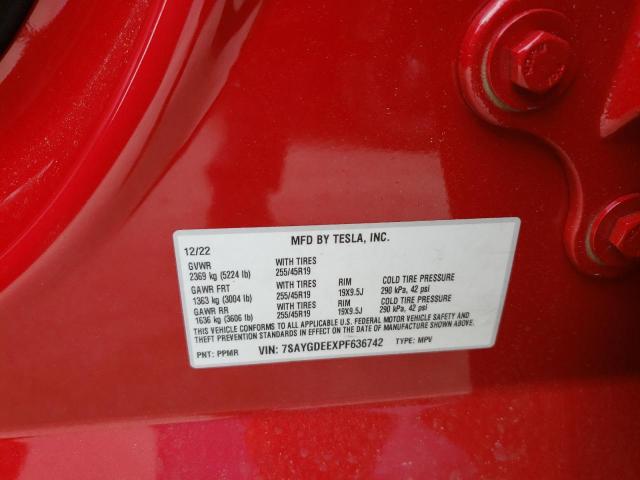 MFD BY TESLA, INC.
12/22
GVWR WITH TIRES
2369 kg (5224 lb) 255/45R19
GAWR FRT WITH TIRES RIM COLD TIRE PRESSURE
1363 kg (3004 lb) 255/45R19 19X9.5J 290 kPa, 42 psi
GAWR RR WITH TIRES RIM COLD TIRE PRESSURE
1636 kg (3606 lb) 255/45R19 19X9.5J 290 kPa, 42 psi
THIS VEHICLE CONFORMS TO ALL APPLICABLE U.S. FEDERAL MOTOR VEHICLE SAFETY AND
THEFT PREVENTION STANDARDS IN EFFECT ON THE DATE OF MANUFACTURE SHOWN ABOVE.
PNT: PPMR VIN: 7SAYGDEEXPF636742 TYPE: MPV